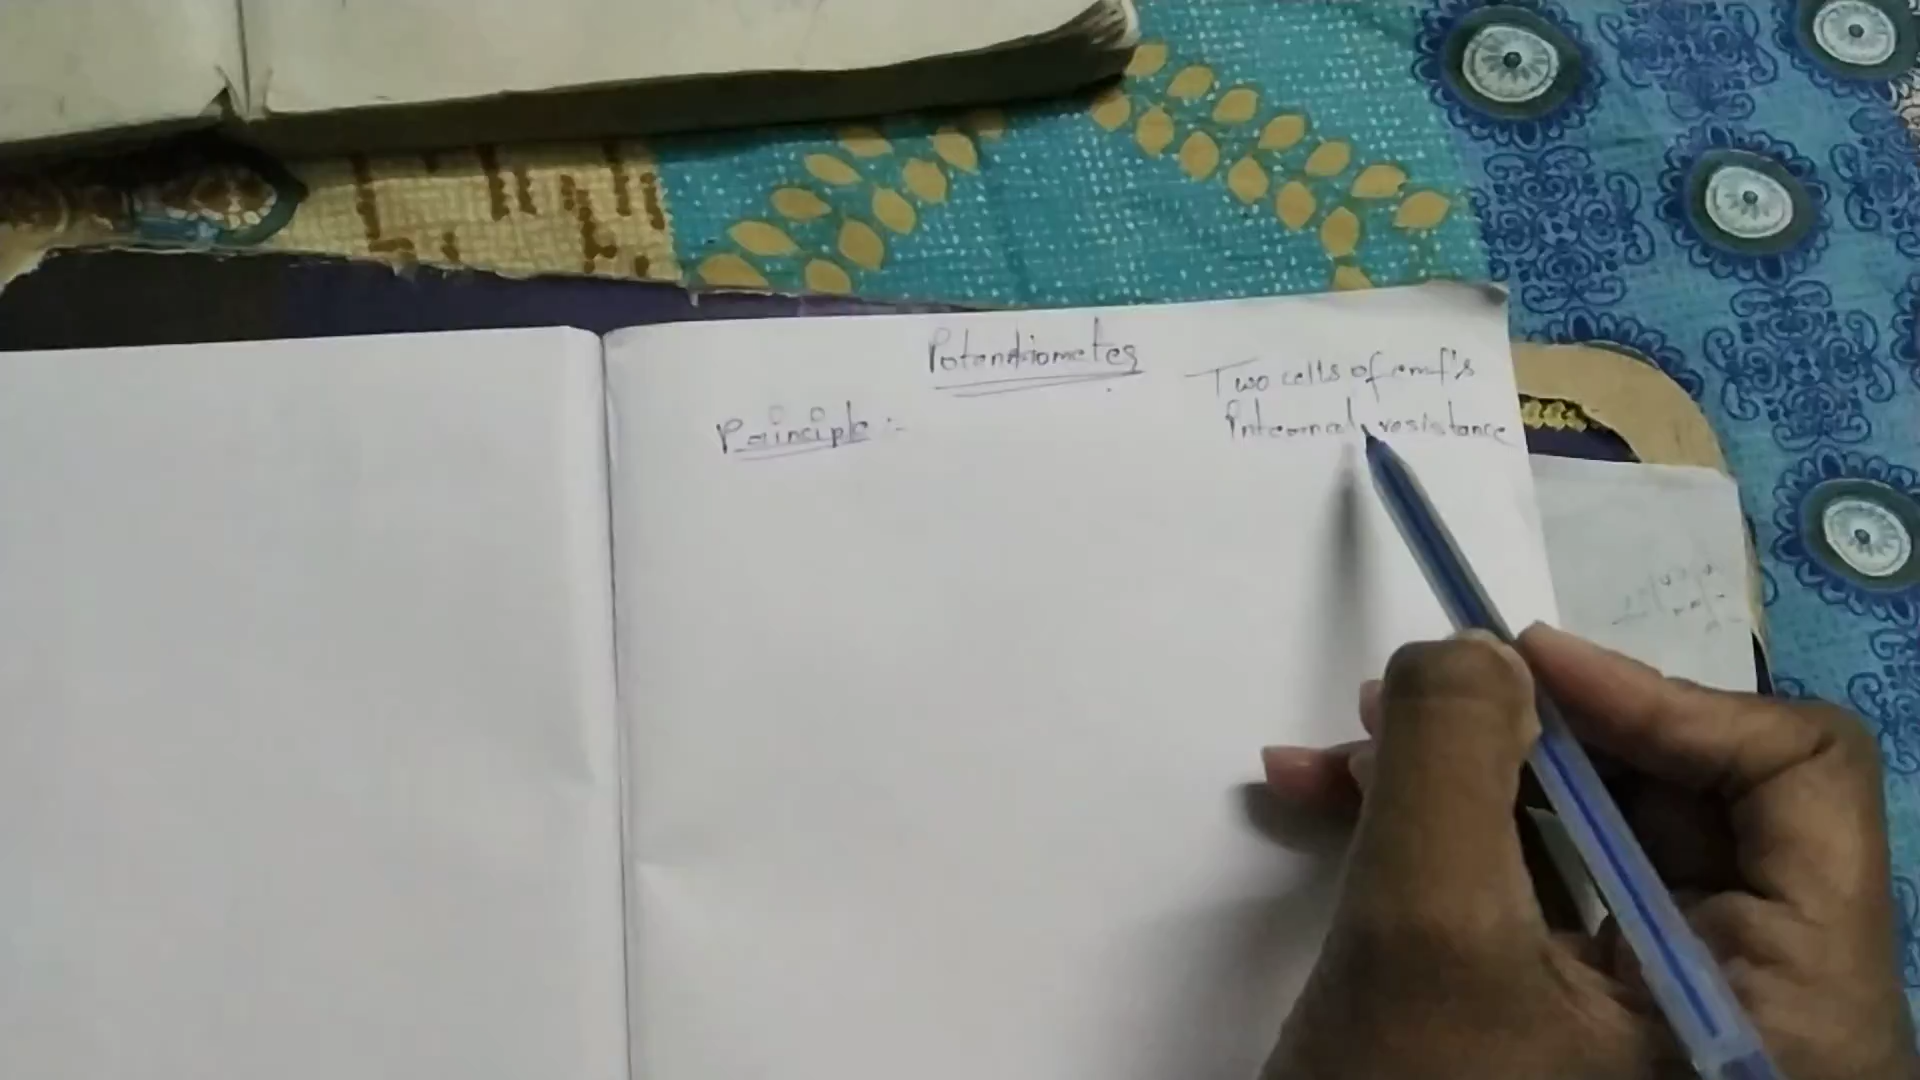 Potentiometer
Two cells of emf's
Internal resistance
Principle :-